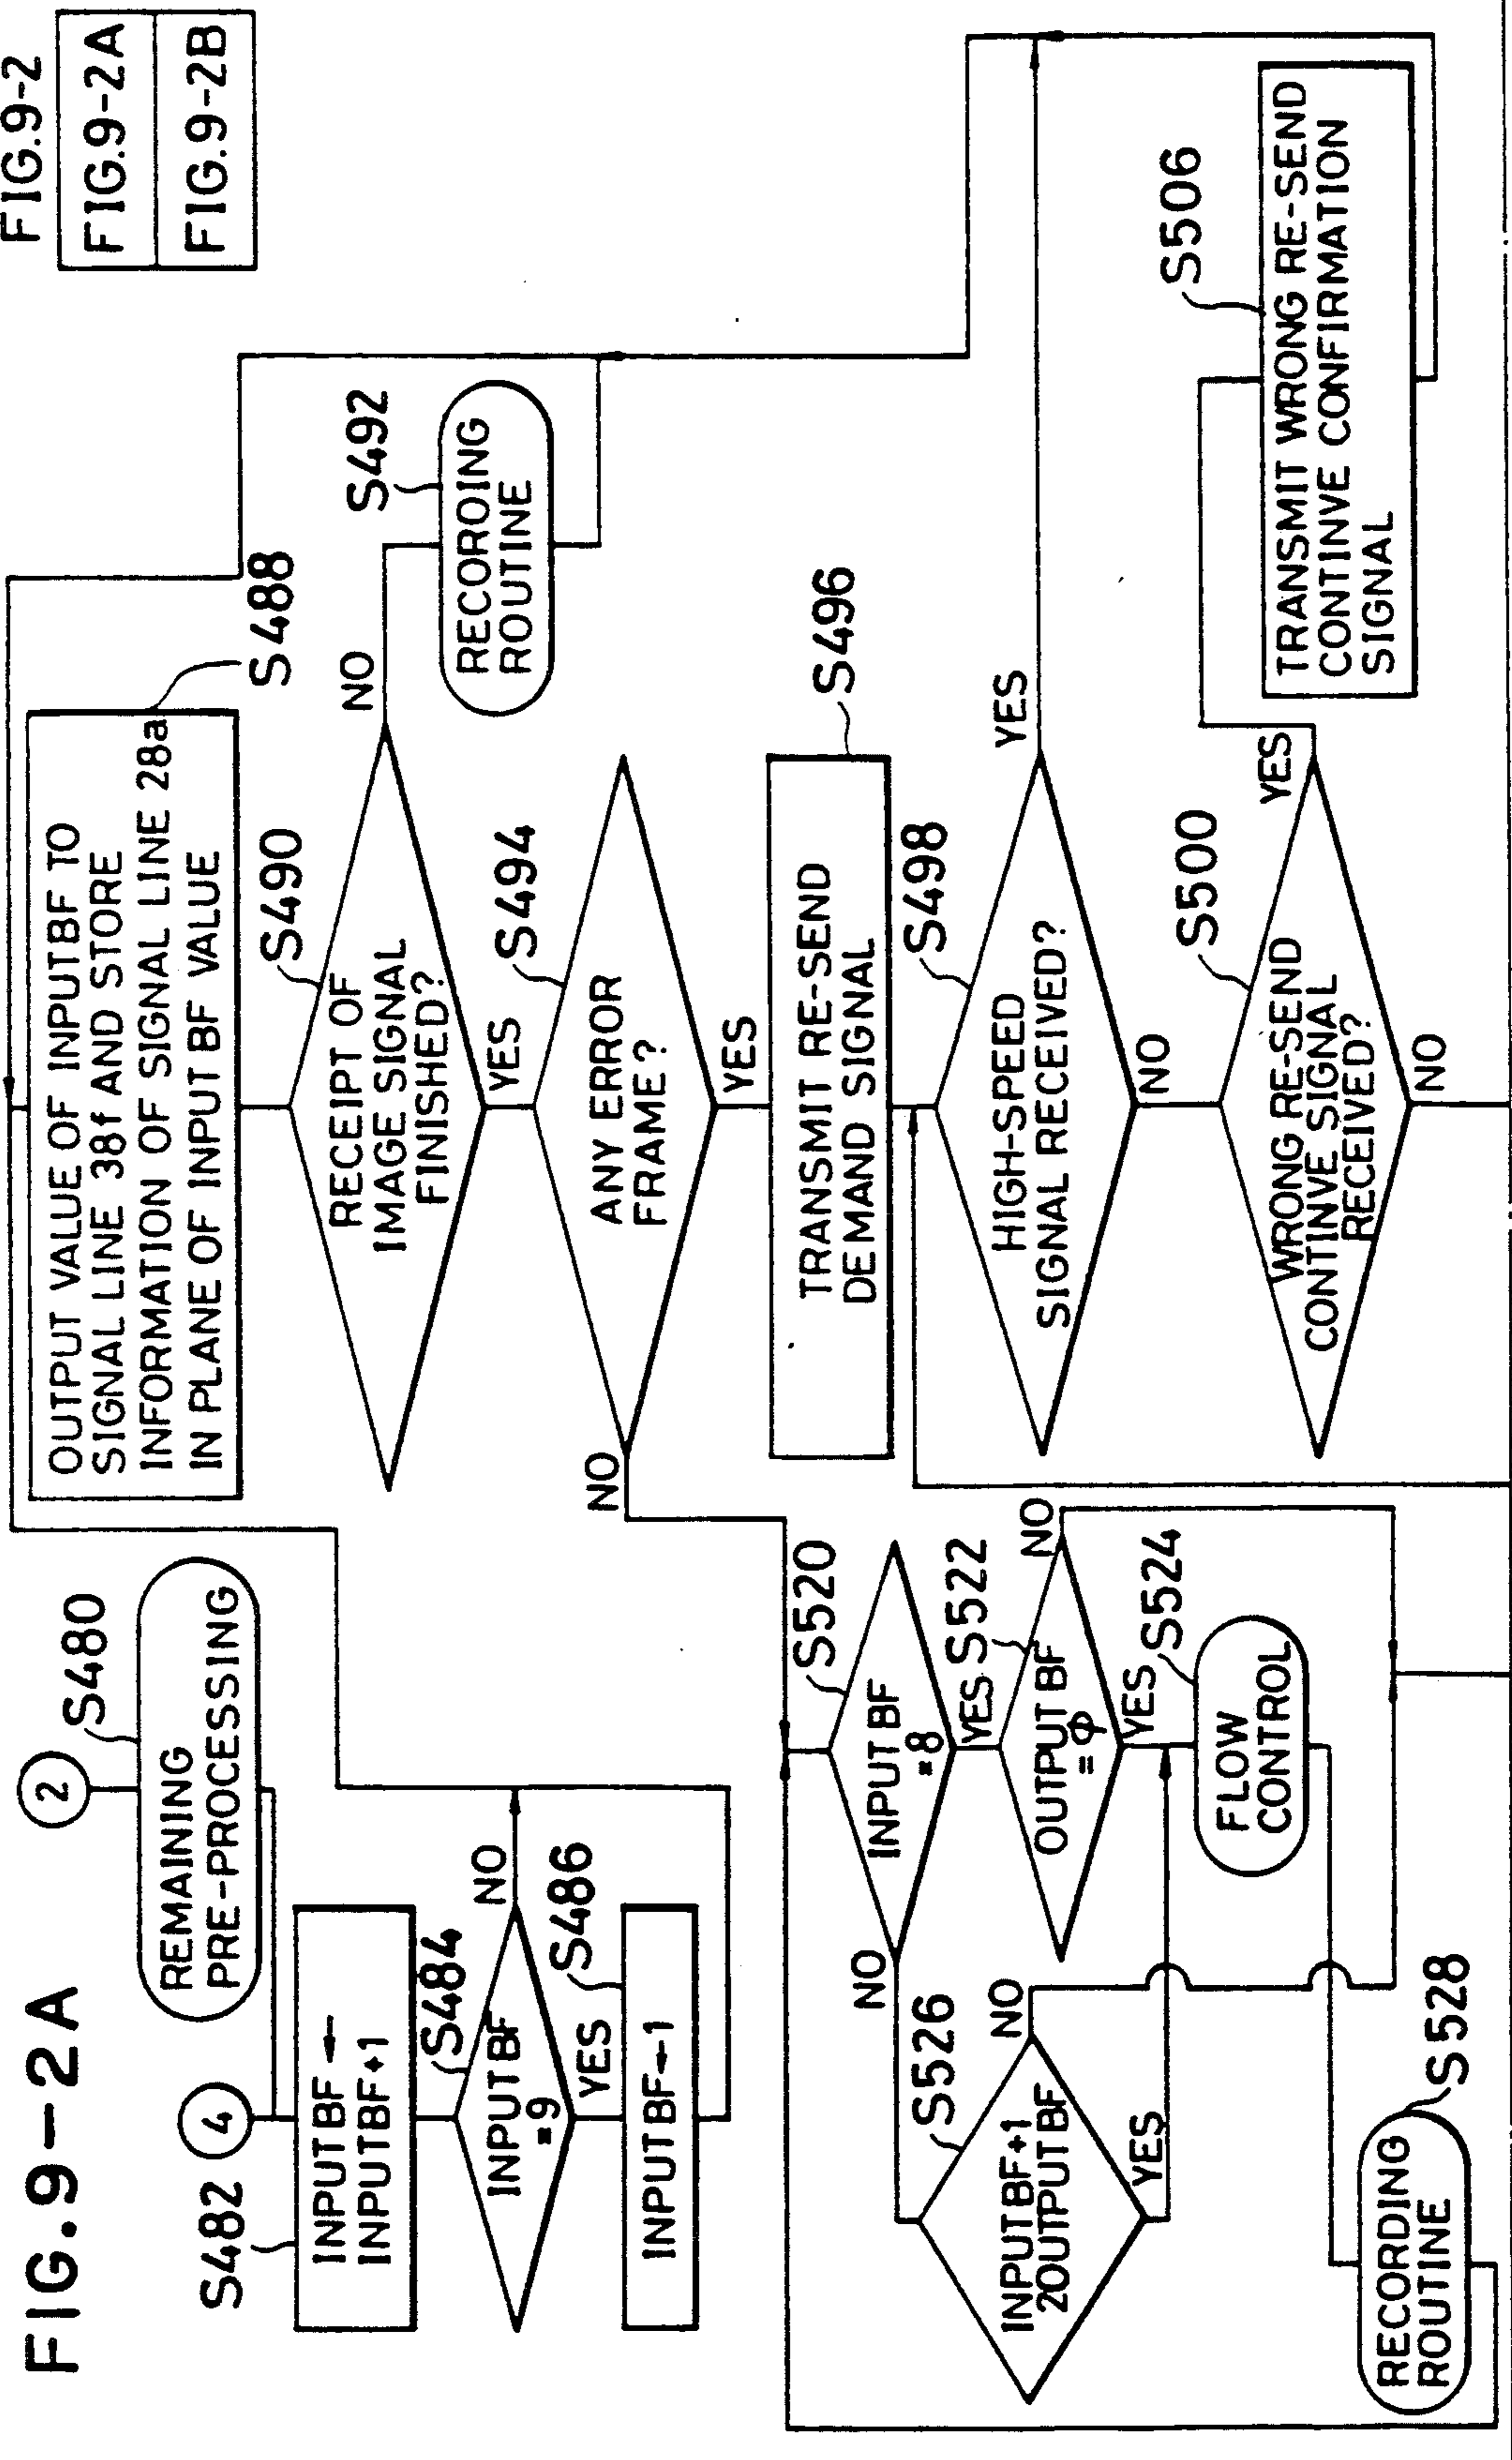 FIG.9-2A
FIG.9-2
FIG.9-2A
FIG.9-2B
2
S480
REMAINING
PRE-PROCESSING
4
S482
INPUTBF←
INPUTBF+1
S484
INPUTBF
=9
NO
YES
S486
INPUTBF←1
OUTPUT VALUE OF INPUTBF TO
SIGNAL LINE 38f AND STORE
INFORMATION OF SIGNAL LINE 28a
IN PLANE OF INPUTBF VALUE
S488
S490
RECEIPT OF
IMAGE SIGNAL
FINISHED?
NO
YES
S492
RECOROING
ROUTINE
S494
ANY ERROR
FRAME?
NO
YES
S496
TRANSMIT RE-SEND
DEMAND SIGNAL
S498
HIGH-SPEED
SIGNAL RECEIVED?
YES
NO
S500
WRONG RE-SEND
CONTINVE SIGNAL
RECEIVED?
YES
NO
S506
TRANSMIT WRONG RE-SEND
CONTINVE CONFIRMATION
SIGNAL
S520
INPUTBF
=8
NO
YES
S522
OUTPUTBF
=ϕ
NO
YES
S524
FLOW
CONTROL
S526
INPUTBF+1
2OUTPUTBF
NO
YES
S528
RECORDING
ROUTINE